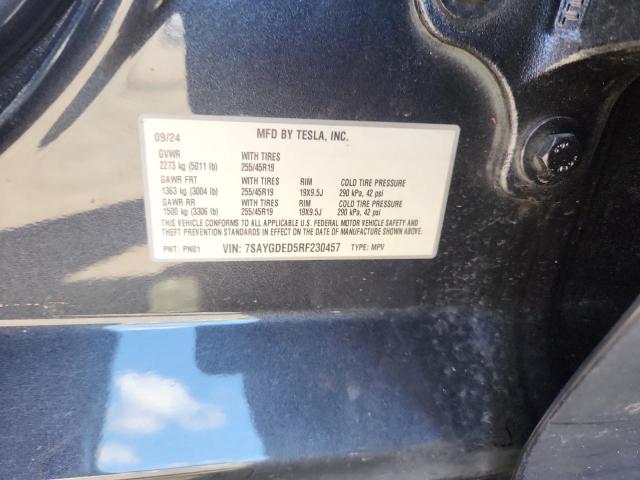 09/24 MFD BY TESLA, INC.
GVWR WITH TIRES
2273 kg (5011 lb) 255/45R19
GAWR FRT WITH TIRES RIM COLD TIRE PRESSURE
1363 kg (3004 lb) 255/45R19 19X9.5J 290 kPa, 42 psi
GAWR RR WITH TIRES RIM COLD TIRE PRESSURE
1500 kg (3306 lb) 255/45R19 19X9.5J 290 kPa, 42 psi
THIS VEHICLE CONFORMS TO ALL APPLICABLE U.S. FEDERAL MOTOR VEHICLE SAFETY AND
THEFT PREVENTION STANDARDS IN EFFECT ON THE DATE OF MANUFACTURE SHOWN ABOVE.
PNT: PN01 VIN: 7SAYGDED5RF230457 TYPE: MPV